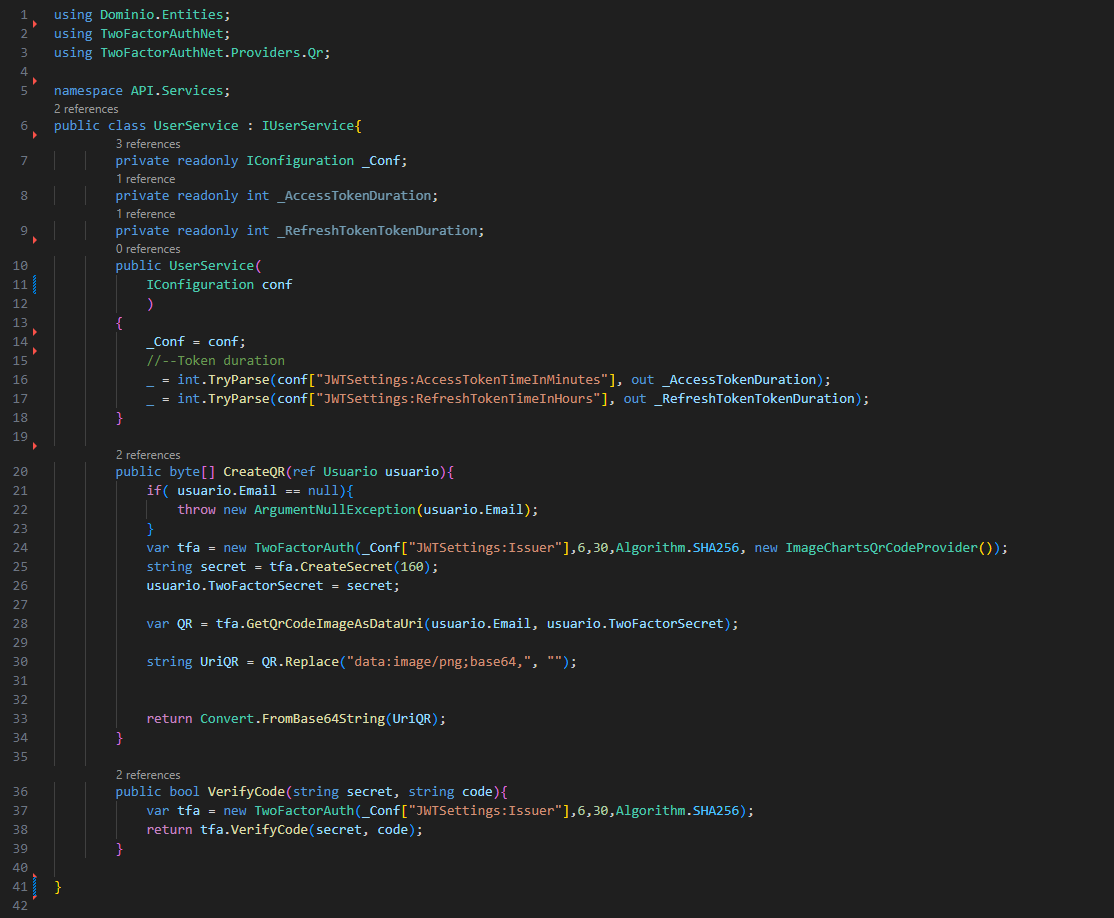 1 using Dominio.Entities;
2 using TwoFactorAuthNet;
3 using TwoFactorAuthNet.Providers.Qr;
4
5 namespace API.Services;
2 references
6 public class UserService : IUserService{
3 references
7 private readonly IConfiguration _Conf;
1 reference
8 private readonly int _AccessTokenDuration;
1 reference
9 private readonly int _RefreshTokenTokenDuration;
0 references
10 public UserService(
11 IConfiguration conf
12 )
13 {
14 _Conf = conf;
15 //--Token duration
16 _ = int.TryParse(conf["JWTSettings:AccessTokenTimeInMinutes"], out _AccessTokenDuration);
17 _ = int.TryParse(conf["JWTSettings:RefreshTokenTimeInHours"], out _RefreshTokenTokenDuration);
18 }
19
2 references
20 public byte[] CreateQR(ref Usuario usuario){
21 if( usuario.Email == null){
22 throw new ArgumentNullException(usuario.Email);
23 }
24 var tfa = new TwoFactorAuth(_Conf["JWTSettings:Issuer"],6,30,Algorithm.SHA256, new ImageChartsQrCodeProvider());
25 string secret = tfa.CreateSecret(160);
26 usuario.TwoFactorSecret = secret;
27
28 var QR = tfa.GetQrCodeImageAsDataUri(usuario.Email, usuario.TwoFactorSecret);
29
30 string UriQR = QR.Replace("data:image/png;base64,", "");
31
32
33 return Convert.FromBase64String(UriQR);
34 }
35
2 references
36 public bool VerifyCode(string secret, string code){
37 var tfa = new TwoFactorAuth(_Conf["JWTSettings:Issuer"],6,30,Algorithm.SHA256);
38 return tfa.VerifyCode(secret, code);
39 }
40
41 }
42